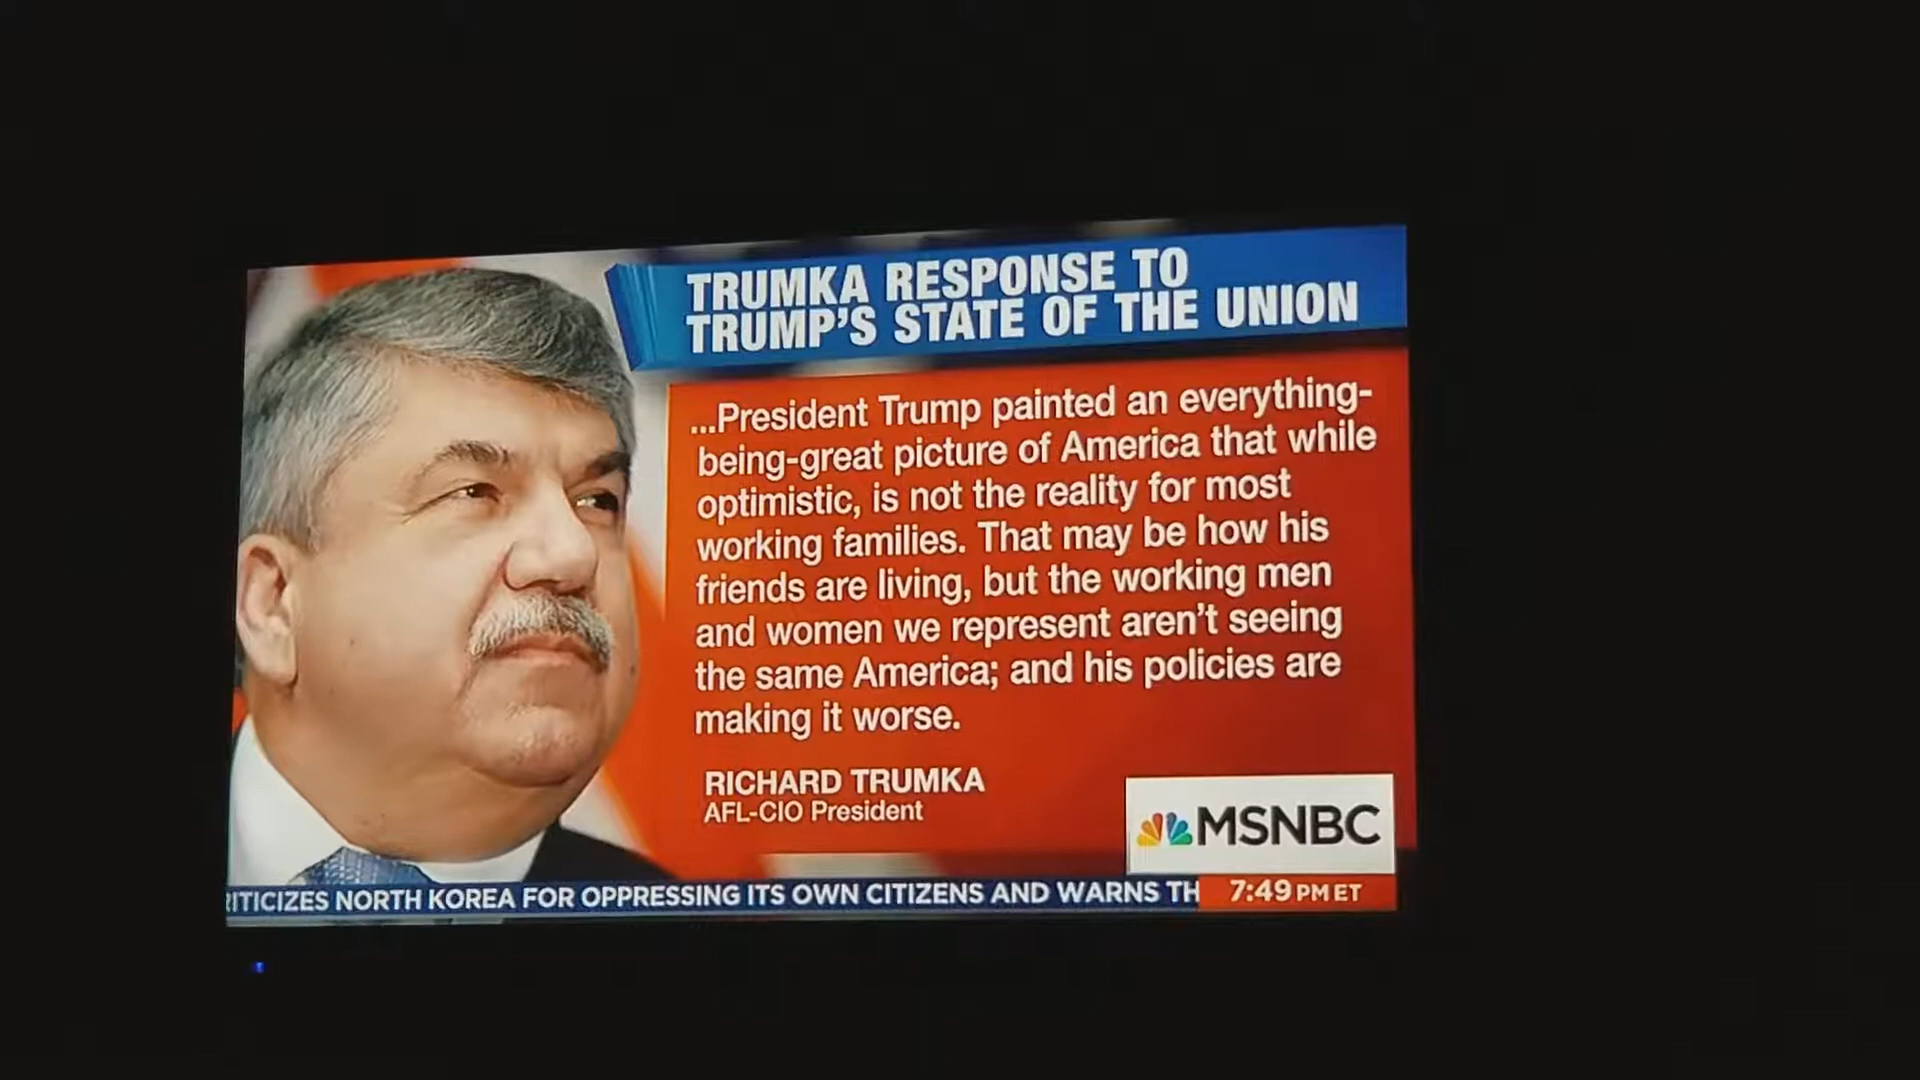 TRUMKA RESPONSE TO
TRUMP'S STATE OF THE UNION
...President Trump painted an everything-
being-great picture of America that while
optimistic, is not the reality for most
working families. That may be how his
friends are living, but the working men
and women we represent aren't seeing
the same America; and his policies are
making it worse.
RICHARD TRUMKA
AFL-CIO President
MSNBC
RITICIZES NORTH KOREA FOR OPPRESSING ITS OWN CITIZENS AND WARNS TH
7:49 PM ET